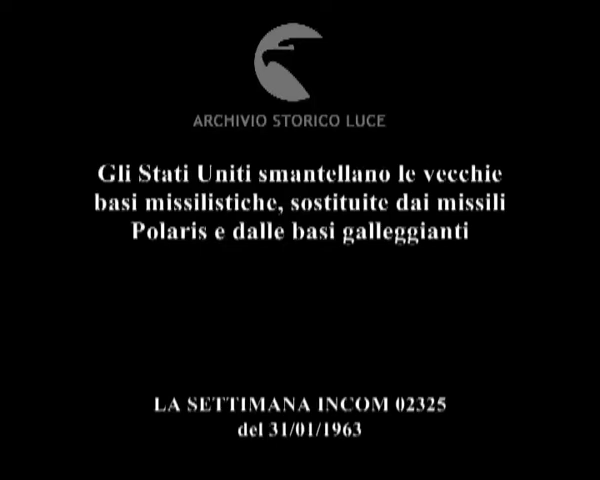 ARCHIVIO STORICO LUCE
Gli Stati Uniti smantellano le vecchie
basi missilistiche, sostituite dai missili
Polaris e dalle basi galleggianti
LA SETTIMANA INCOM 02325
del 31/01/1963